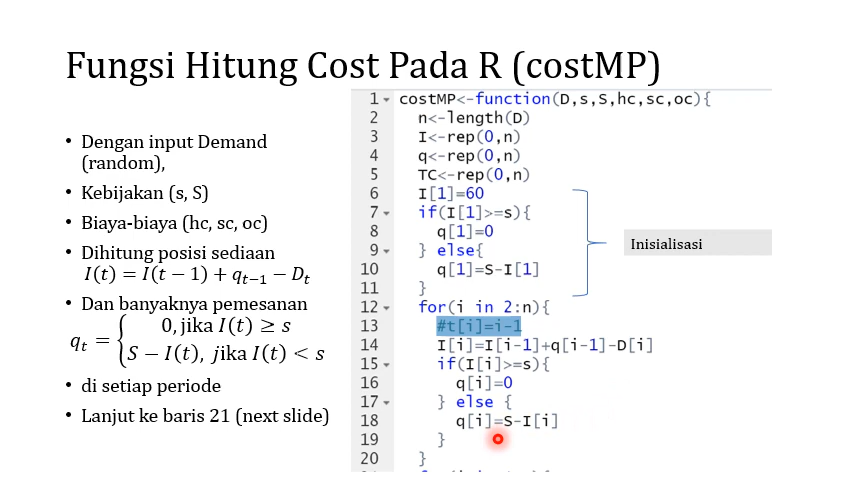 Fungsi Hitung Cost Pada R (costMP)
• Dengan input Demand
(random),
• Kebijakan (s, S)
• Biaya-biaya (hc, sc, oc)
• Dihitung posisi sediaan
I(t) = I(t − 1) + qₜ₋₁ − Dₜ
• Dan banyaknya pemesanan
qₜ = { 0, jika I(t) ≥ s
S − I(t), jika I(t) < s
• di setiap periode
• Lanjut ke baris 21 (next slide)
1 costMP<-function(D,s,S,hc,sc,oc){
2 n<-length(D)
3 I<-rep(0,n)
4 q<-rep(0,n)
5 TC<-rep(0,n)
6 I[1]=60
7 if(I[1]>=s){
8 q[1]=0
9 } else{
10 q[1]=S-I[1]
11 }
12 for(i in 2:n){
13 #t[i]=i-1
14 I[i]=I[i-1]+q[i-1]-D[i]
15 if(I[i]>=s){
16 q[i]=0
17 } else {
18 q[i]=S-I[i]
19 }
20 }
Inisialisasi